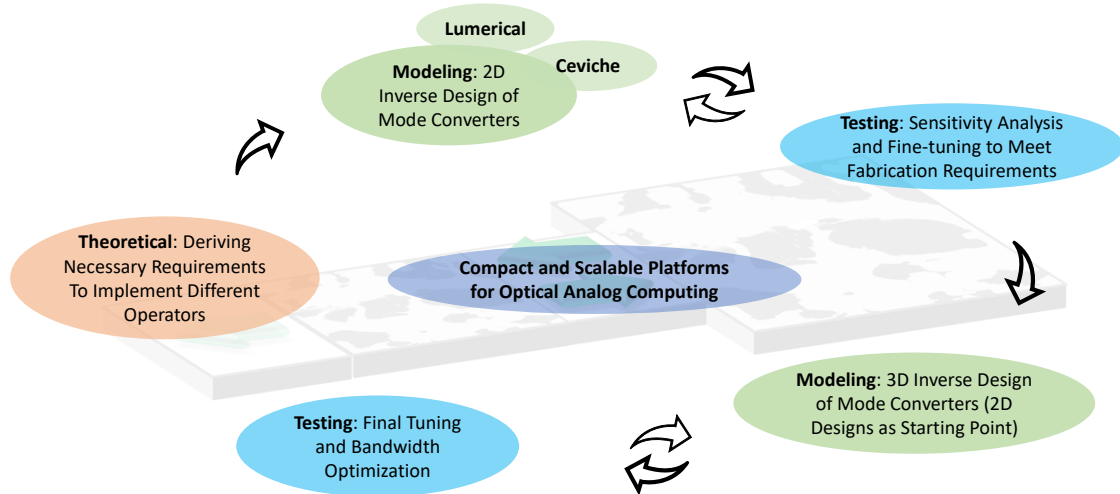 Lumerical
Ceviche
Modeling: 2D
Inverse Design of
Mode Converters
Testing: Sensitivity Analysis
and Fine-tuning to Meet
Fabrication Requirements
Theoretical: Deriving
Necessary Requirements
To Implement Different
Operators
Compact and Scalable Platforms
for Optical Analog Computing
Modeling: 3D Inverse Design
of Mode Converters (2D
Designs as Starting Point)
Testing: Final Tuning
and Bandwidth
Optimization